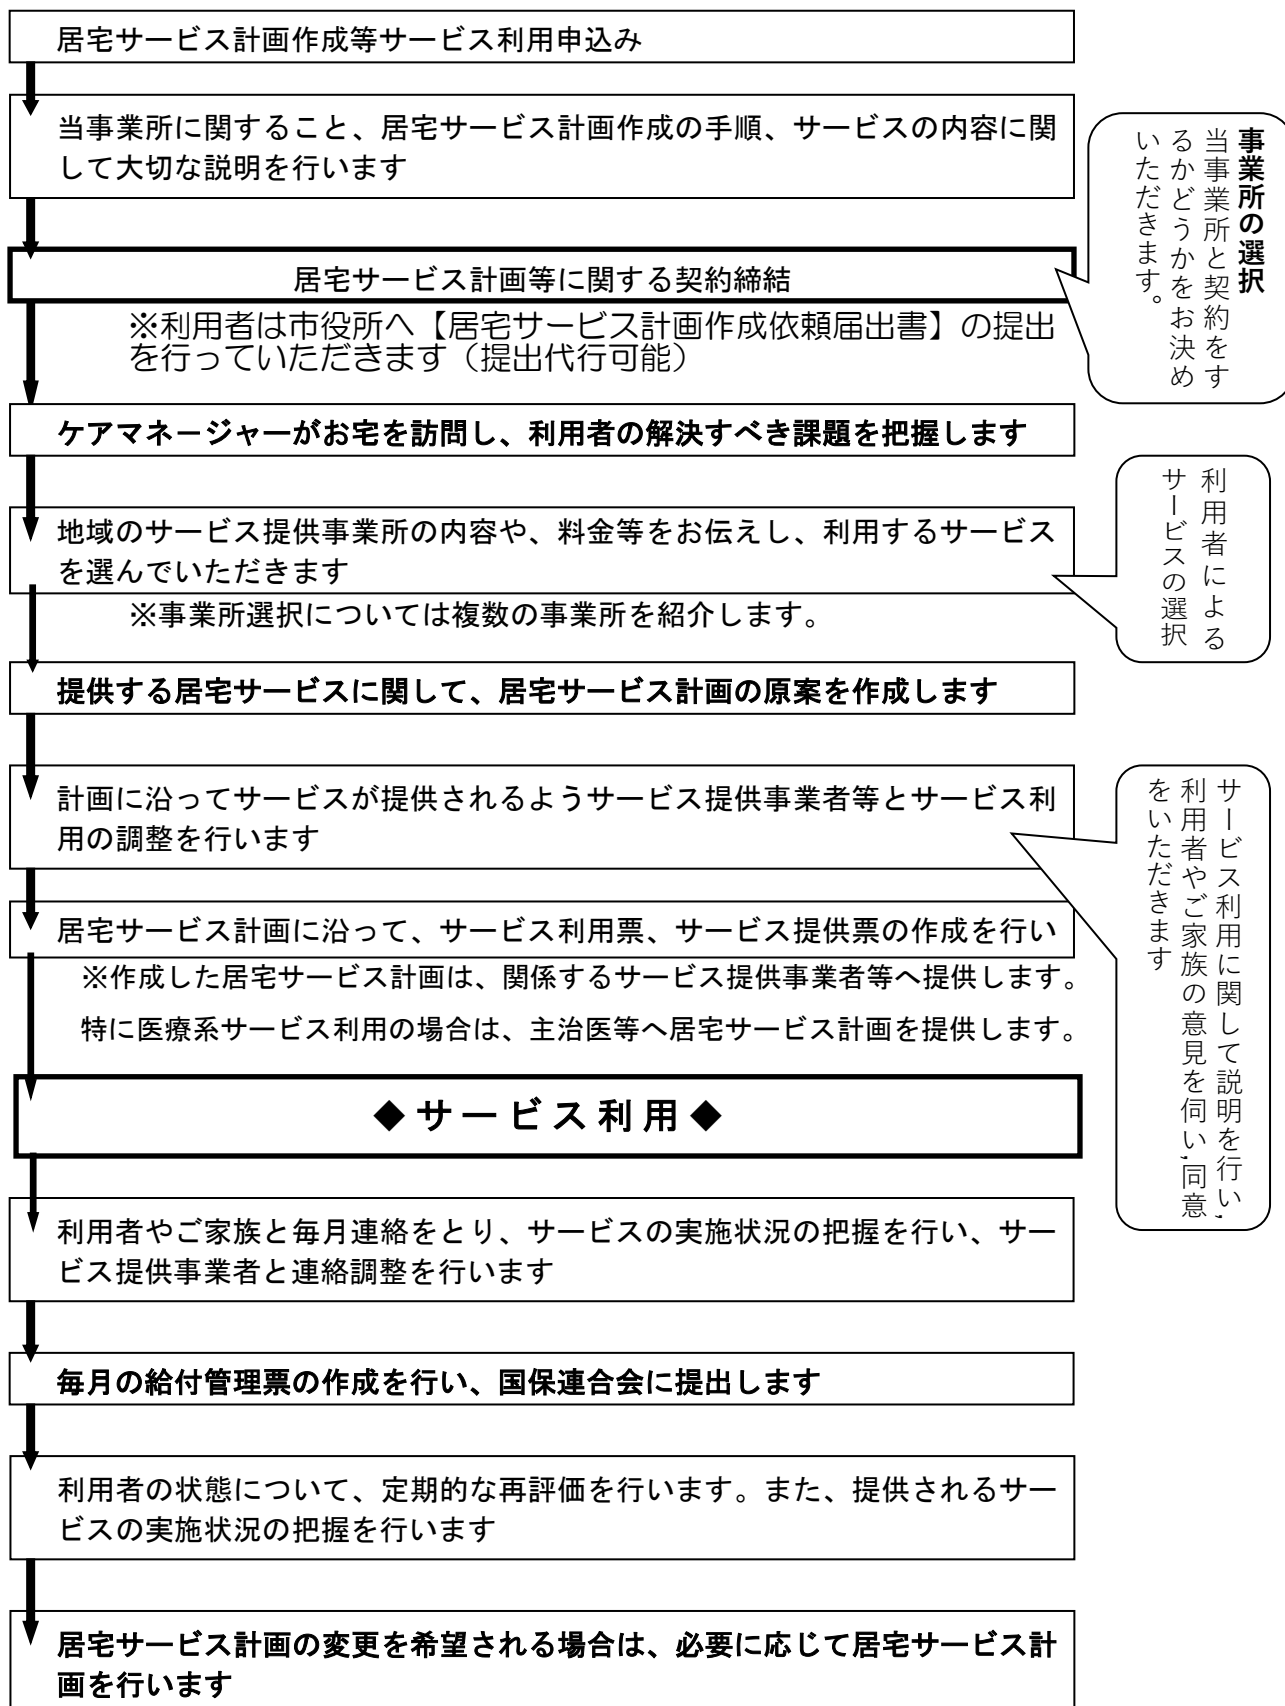 居宅サービス計画作成等サービス利用申込み
当事業所に関すること、居宅サービス計画作成の手順、サービスの内容に関
して大切な説明を行います
事業所の選択
当事業所と契約をす
るかどうかをお決め
いただきます。
居宅サービス計画等に関する契約締結
※利用者は市役所へ【居宅サービス計画作成依頼届出書】の提出
を行っていただきます（提出代行可能）
ケアマネージャーがお宅を訪問し、利用者の解決すべき課題を把握します
地域のサービス提供事業所の内容や、料金等をお伝えし、利用するサービス
を選んでいただきます
利用者による
サービスの選択
※事業所選択については複数の事業所を紹介します。
提供する居宅サービスに関して、居宅サービス計画の原案を作成します
計画に沿ってサービスが提供されるようサービス提供事業者等とサービス利
用の調整を行います
サービス利用に関して説明を行い,
利用者やご家族の意見を伺い,同意
をいただきます
居宅サービス計画に沿って、サービス利用票、サービス提供票の作成を行い
※作成した居宅サービス計画は、関係するサービス提供事業者等へ提供します。
特に医療系サービス利用の場合は、主治医等へ居宅サービス計画を提供します。
◆サービス利用◆
利用者やご家族と毎月連絡をとり、サービスの実施状況の把握を行い、サー
ビス提供事業者と連絡調整を行います
毎月の給付管理票の作成を行い、国保連合会に提出します
利用者の状態について、定期的な再評価を行います。また、提供されるサー
ビスの実施状況の把握を行います
居宅サービス計画の変更を希望される場合は、必要に応じて居宅サービス計
画を行います